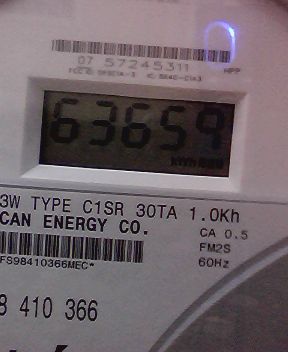 07 57245311
63659
kWh
3W TYPE C1SR 30TA 1.0Kh
CAN ENERGY CO.
CA 0.5
FM2S
FS98410366MEC*
60Hz
8 410 366